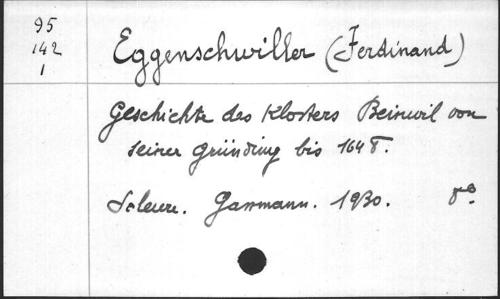 95
142
1
Eggenschwiller (Ferdinand)
Geschichte des Klosters Beinwil von
seiner Gründung bis 1648.
Soleure. Gassmann. 1930. 8°